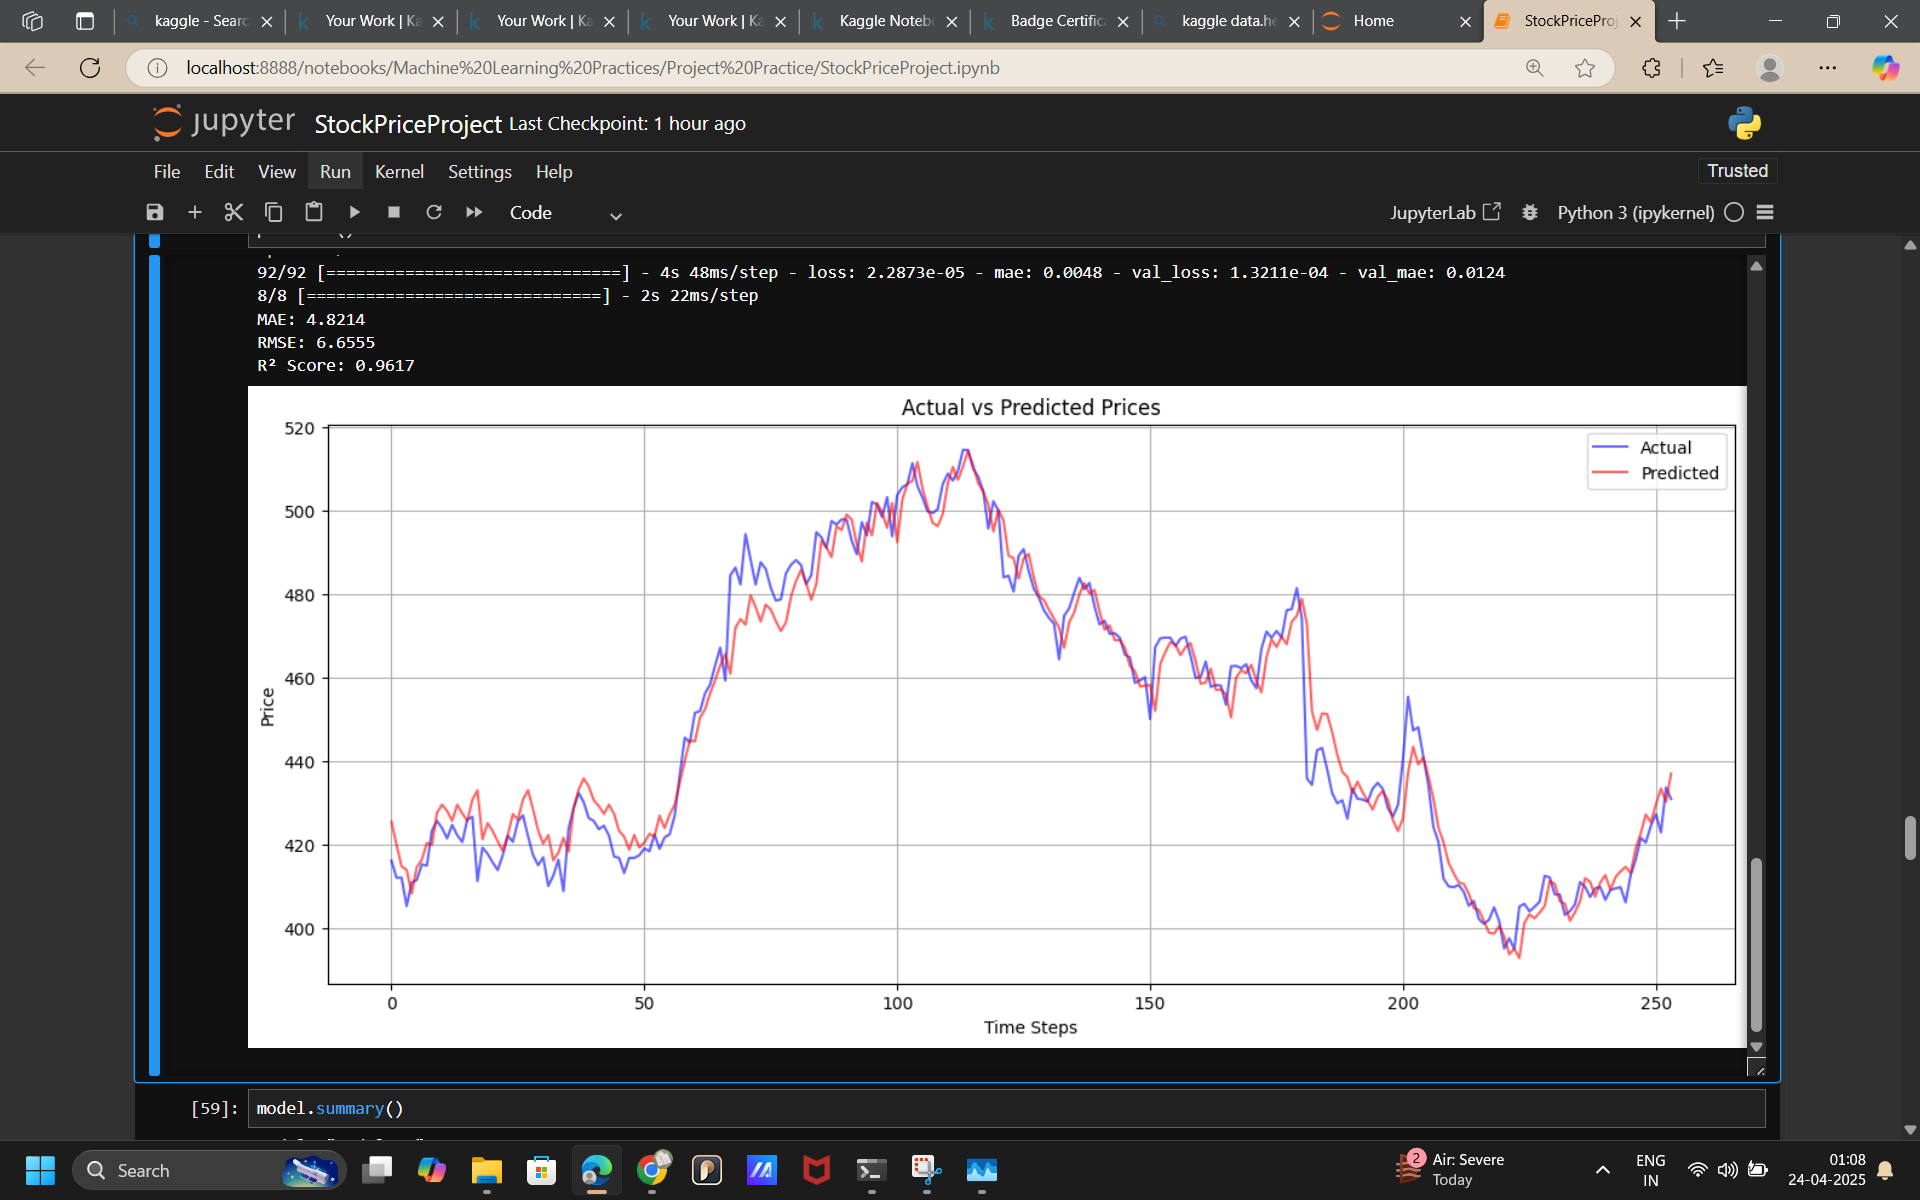 kaggle - Searc
Your Work | Ka
Your Work | Ka
Your Work | Ka
Kaggle Noteb
Badge Certific
kaggle data.he
Home
StockPriceProj
localhost:8888/notebooks/Machine%20Learning%20Practices/Project%20Practice/StockPriceProject.ipynb
jupyter StockPriceProject Last Checkpoint: 1 hour ago
File Edit View Run Kernel Settings Help
Trusted
Code
JupyterLab
Python 3 (ipykernel)
92/92 [==============================] - 4s 48ms/step - loss: 2.2873e-05 - mae: 0.0048 - val_loss: 1.3211e-04 - val_mae: 0.0124
8/8 [==============================] - 2s 22ms/step
MAE: 4.8214
RMSE: 6.6555
R² Score: 0.9617
Actual vs Predicted Prices
Actual
Predicted
520
500
480
460
440
420
400
Price
0 50 100 150 200 250
Time Steps
[59]: model.summary()
Search
2
Air: Severe
Today
ENG
IN
01:08
24-04-2025